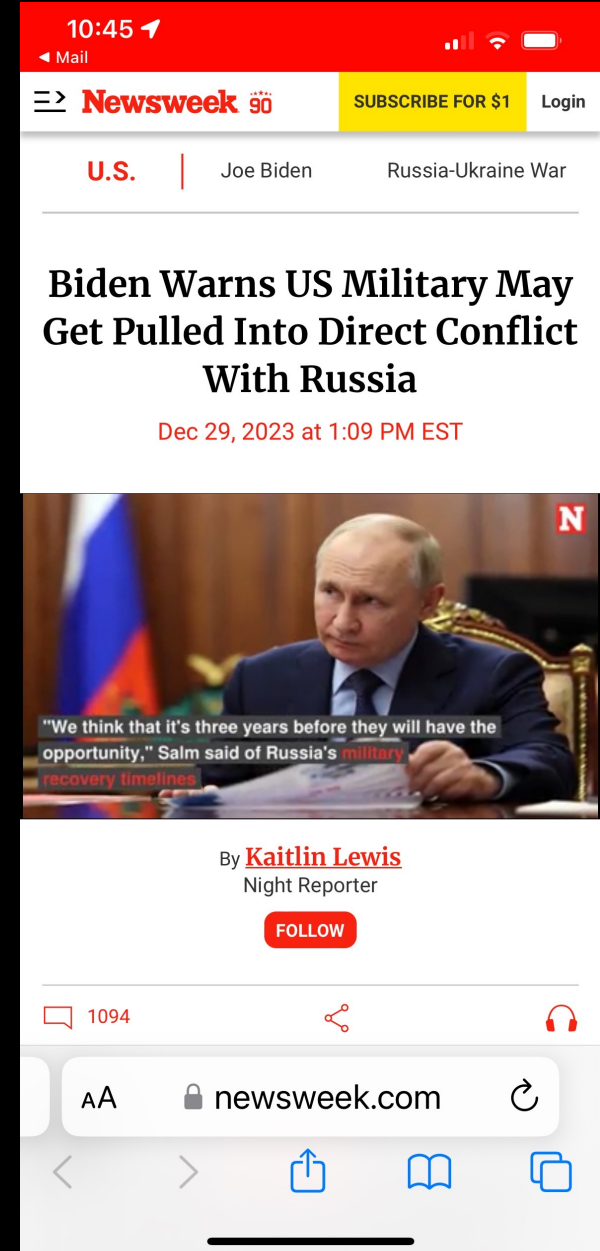 10:45
Mail
Newsweek 90
SUBSCRIBE FOR $1
Login
U.S.
Joe Biden
Russia-Ukraine War
Biden Warns US Military May
Get Pulled Into Direct Conflict
With Russia
Dec 29, 2023 at 1:09 PM EST
N
"We think that it's three years before they will have the
opportunity," Salm said of Russia's military
recovery timelines
By Kaitlin Lewis
Night Reporter
FOLLOW
1094
AA
newsweek.com